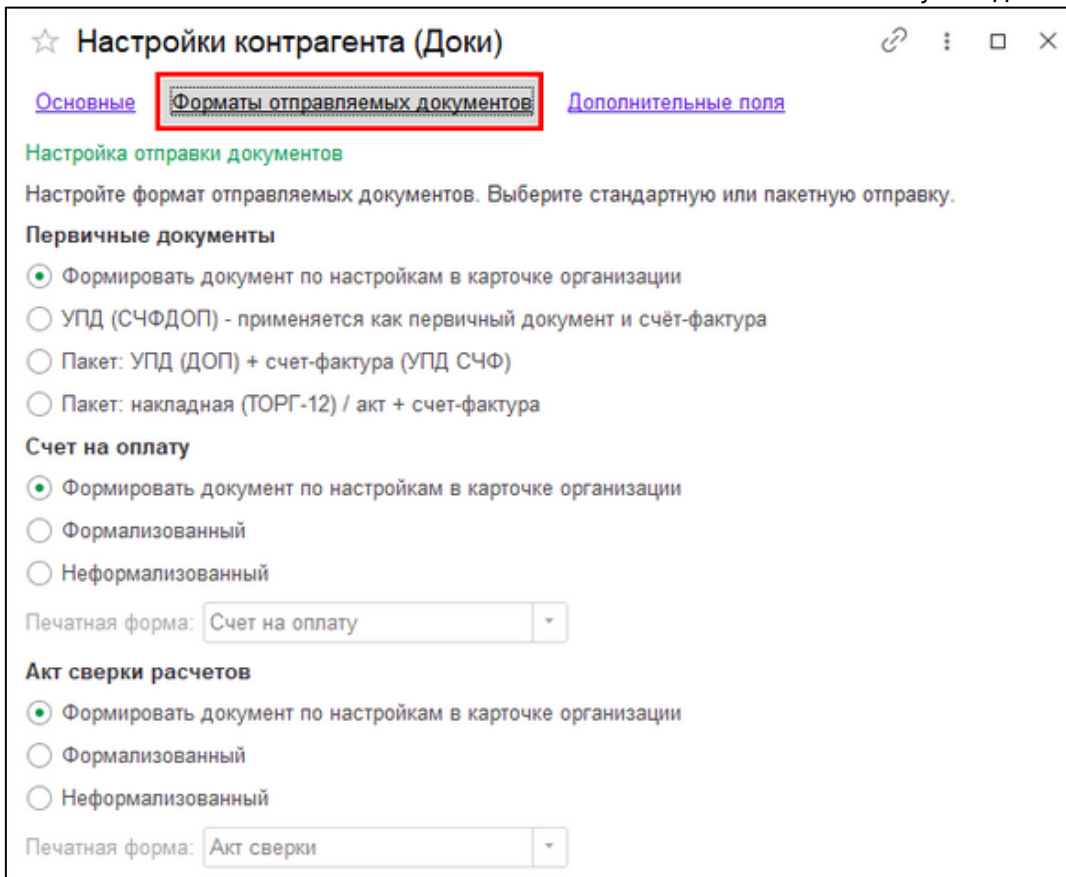 Настройки контрагента (Доки)
Основные Форматы отправляемых документов Дополнительные поля
Настройка отправки документов
Настройте формат отправляемых документов. Выберите стандартную или пакетную отправку.
Первичные документы
Формировать документ по настройкам в карточке организации
УПД (СЧФДОП) - применяется как первичный документ и счёт-фактура
Пакет: УПД (ДОП) + счет-фактура (УПД СЧФ)
Пакет: накладная (ТОРГ-12) / акт + счет-фактура
Счет на оплату
Формировать документ по настройкам в карточке организации
Формализованный
Неформализованный
Печатная форма: Счет на оплату
Акт сверки расчетов
Формировать документ по настройкам в карточке организации
Формализованный
Неформализованный
Печатная форма: Акт сверки